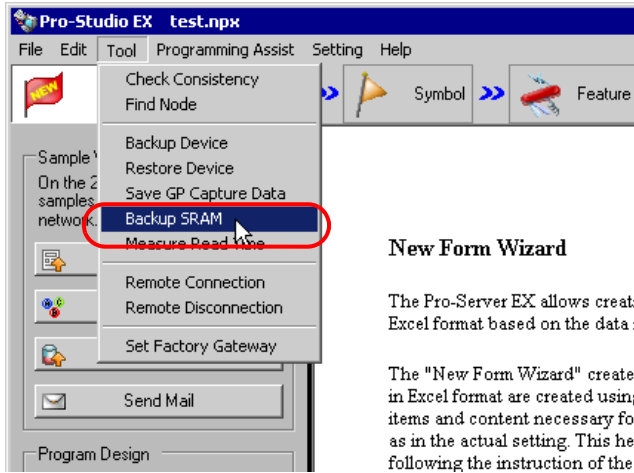 Pro-Studio EX test.npx
File Edit Tool Programming Assist Setting Help
NEW
Symbol
Feature
Check Consistency
Find Node
Backup Device
Restore Device
Save GP Capture Data
Backup SRAM
Measure Read Time
Remote Connection
Remote Disconnection
Set Factory Gateway
Sample
On the 2
samples
network.
Send Mail
Program Design
New Form Wizard
The Pro-Server EX allows creat
Excel format based on the data
The "New Form Wizard" create
in Excel format are created using
items and content necessary fo
as in the actual setting. This he
following the instruction of the